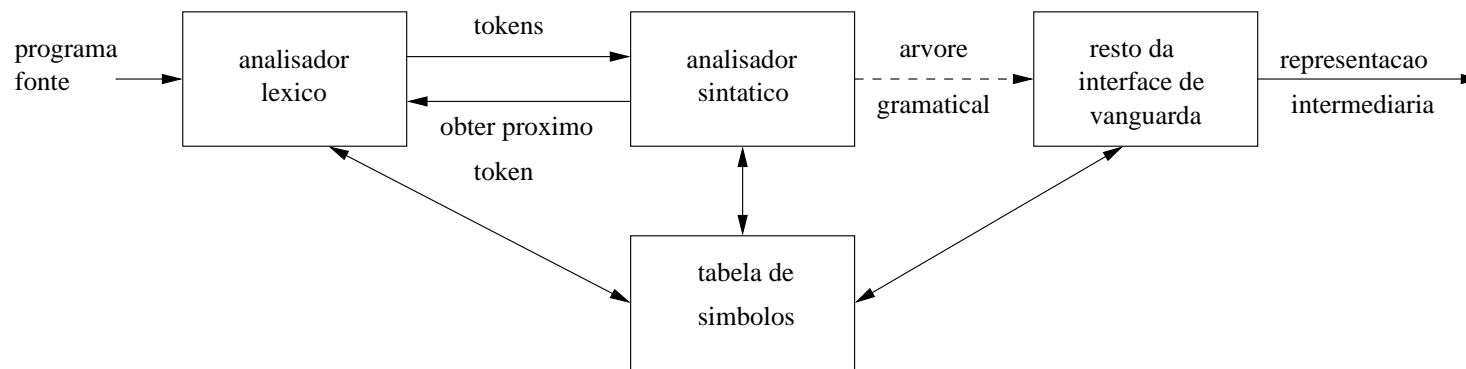 programa
fonte
analisador
lexico
tokens
obter proximo
token
analisador
sintatico
arvore
gramatical
resto da
interface de
vanguarda
representacao
intermediaria
tabela de
simbolos